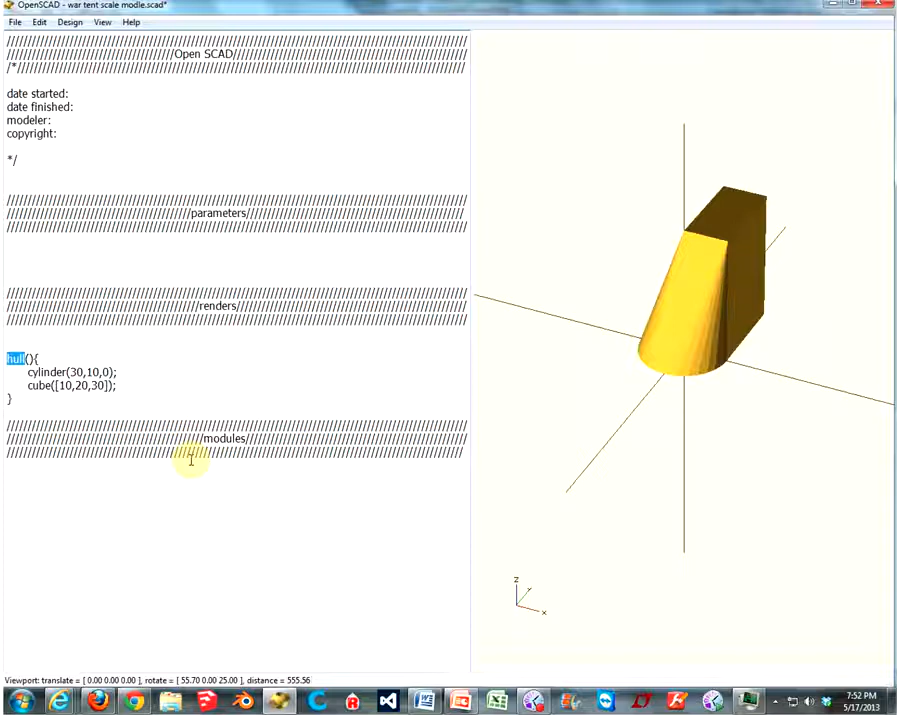 OpenSCAD - war tent scale modle.scad*
File Edit Design View Help
//////////////////////////////////////////////////////////////////////////////////////////////////////////////
////////////////////////////////////////Open SCAD//////////////////////////////////////////////////////////
/*////////////////////////////////////////////////////////////////////////////////////////////////////////////
date started:
date finished:
modeler:
copyright:
*/
//////////////////////////////////////////////////////////////////////////////////////////////////////////////
////////////////////////////////////////////parameters////////////////////////////////////////////////////
//////////////////////////////////////////////////////////////////////////////////////////////////////////////
//////////////////////////////////////////////////////////////////////////////////////////////////////////////
//////////////////////////////////////////////renders//////////////////////////////////////////////////////
//////////////////////////////////////////////////////////////////////////////////////////////////////////////
hull(){
cylinder(30,10,0);
cube([10,20,30]);
}
//////////////////////////////////////////////////////////////////////////////////////////////////////////////
///////////////////////////////////////////////modules/////////////////////////////////////////////////////
//////////////////////////////////////////////////////////////////////////////////////////////////////////////
Z
Y
X
Viewport: translate = [ 0.00 0.00 0.00 ], rotate = [ 55.70 0.00 25.00 ], distance = 555.56
7:52 PM
5/17/2013